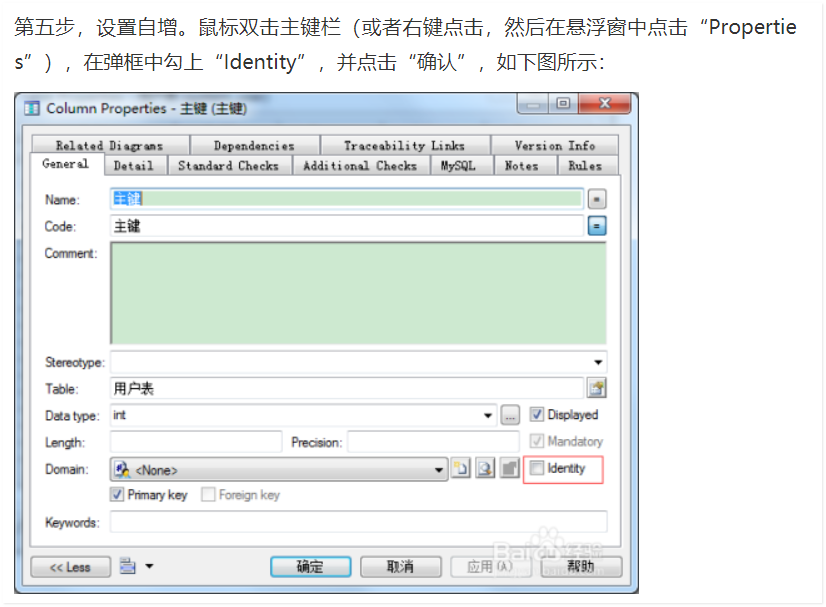 第五步，设置自增。鼠标双击主键栏（或者右键点击，然后在悬浮窗中点击“Propertie
s”），在弹框中勾上“Identity”，并点击“确认”，如下图所示：
Column Properties - 主键 (主键)
Related Diagrams Dependencies Traceability Links Version Info
General Detail Standard Checks Additional Checks MySQL Notes Rules
Name: 主键 =
Code: 主键 =
Comment:
Stereotype:
Table: 用户表
Data type: int ... Displayed
Length: Precision: Mandatory
Domain: <None> Identity
Primary key Foreign key
Keywords:
Baidu 经验
<< Less 确定 取消 应用(A) 帮助